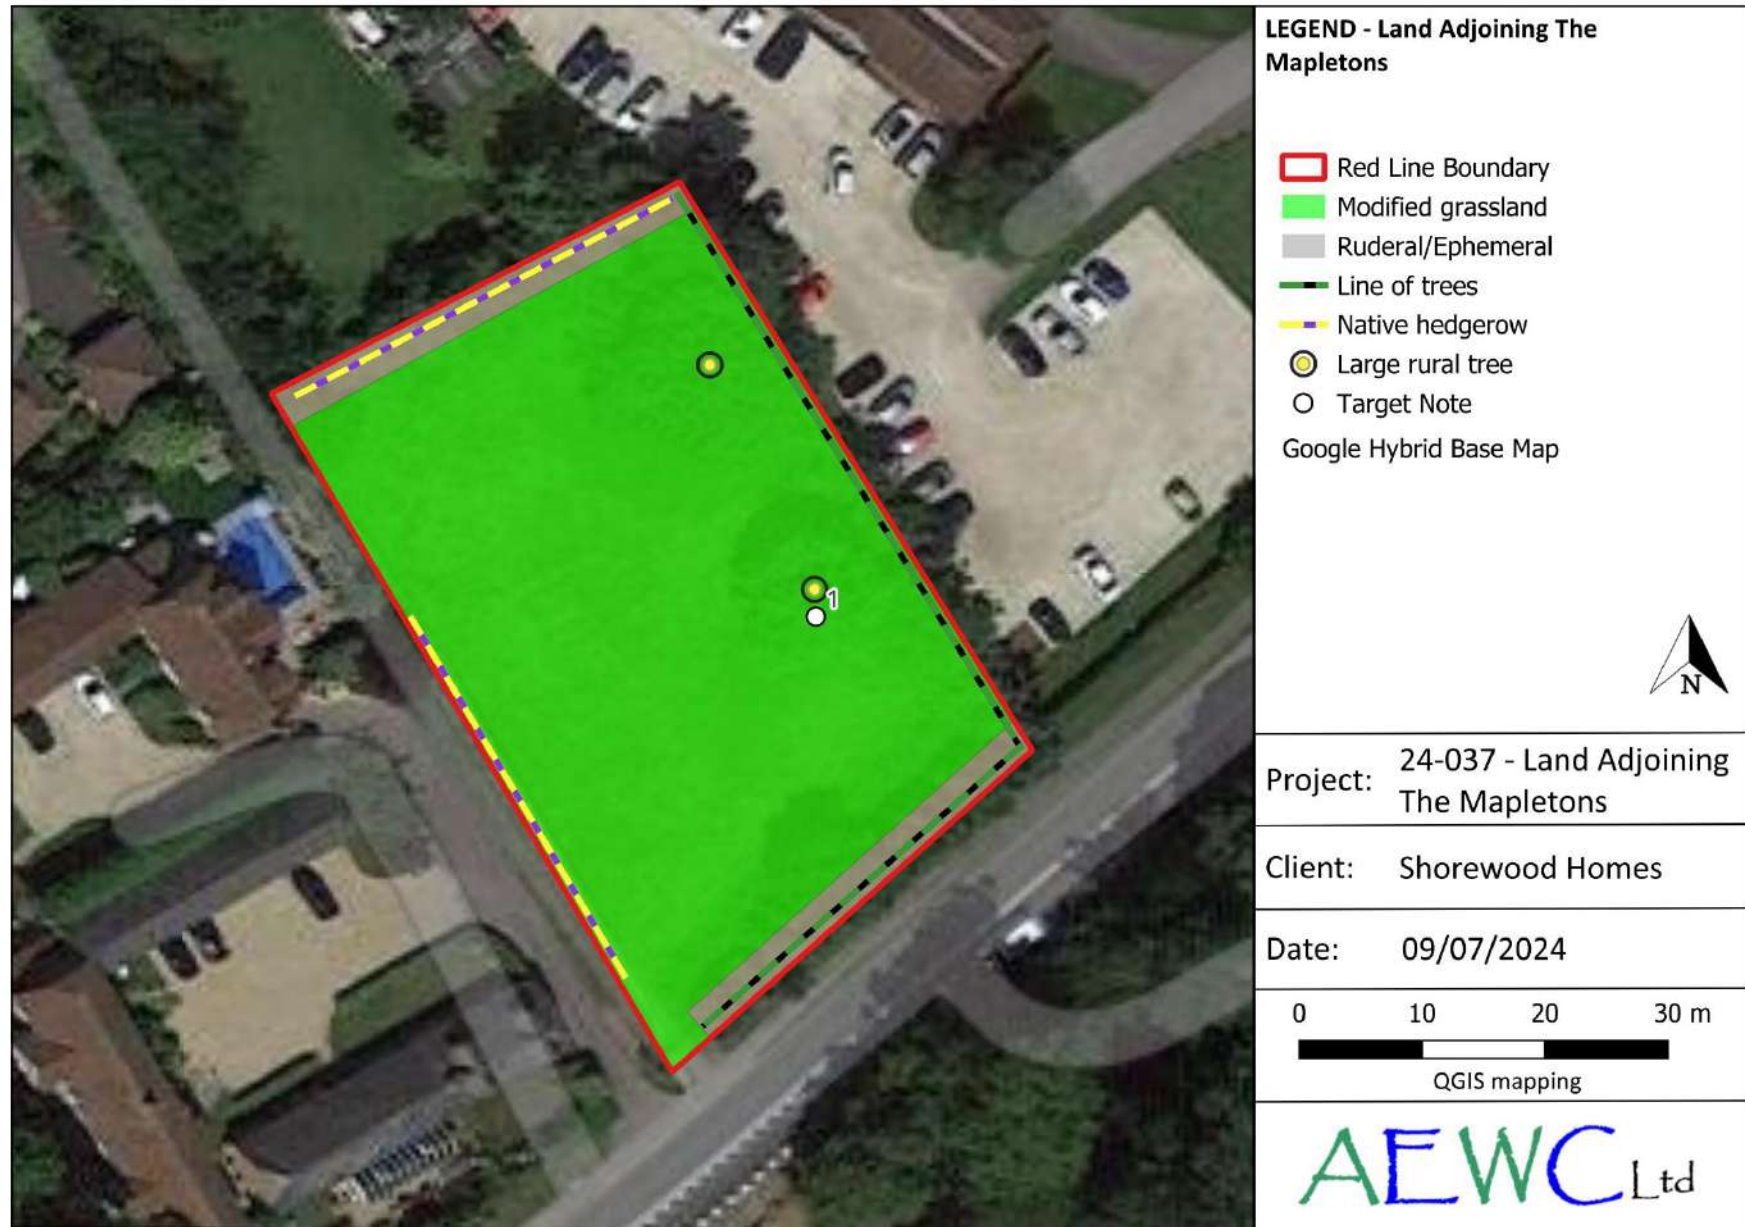 LEGEND - Land Adjoining The
Mapletons
Red Line Boundary
Modified grassland
Ruderal/Ephemeral
Line of trees
Native hedgerow
Large rural tree
Target Note
Google Hybrid Base Map
1
N
Project: 24-037 - Land Adjoining
The Mapletons
Client: Shorewood Homes
Date: 09/07/2024
0 10 20 30 m
QGIS mapping
AEWC Ltd